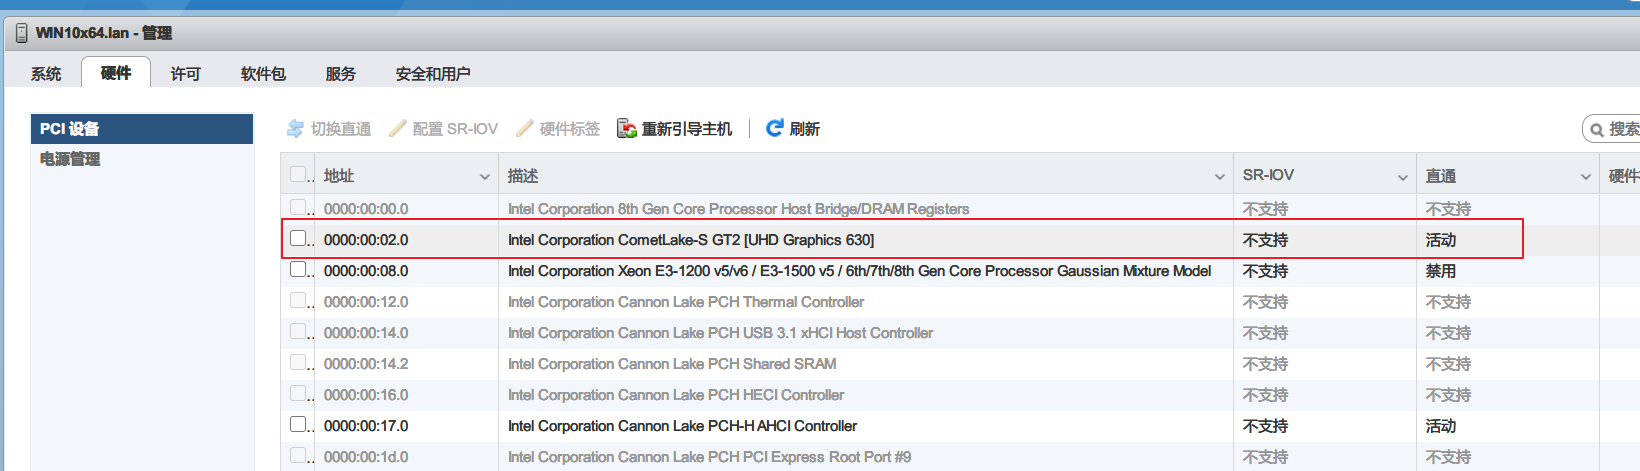 WIN10x64.lan - 管理
系统 硬件 许可 软件包 服务 安全和用户
PCI 设备
电源管理
切换直通 配置 SR-IOV 硬件标签 重新引导主机 刷新 搜索
地址 描述 SR-IOV 直通 硬件
0000:00:00.0 Intel Corporation 8th Gen Core Processor Host Bridge/DRAM Registers 不支持 不支持
0000:00:02.0 Intel Corporation CometLake-S GT2 [UHD Graphics 630] 不支持 活动
0000:00:08.0 Intel Corporation Xeon E3-1200 v5/v6 / E3-1500 v5 / 6th/7th/8th Gen Core Processor Gaussian Mixture Model 不支持 禁用
0000:00:12.0 Intel Corporation Cannon Lake PCH Thermal Controller 不支持 不支持
0000:00:14.0 Intel Corporation Cannon Lake PCH USB 3.1 xHCI Host Controller 不支持 不支持
0000:00:14.2 Intel Corporation Cannon Lake PCH Shared SRAM 不支持 不支持
0000:00:16.0 Intel Corporation Cannon Lake PCH HECI Controller 不支持 不支持
0000:00:17.0 Intel Corporation Cannon Lake PCH-H AHCI Controller 不支持 活动
0000:00:1d.0 Intel Corporation Cannon Lake PCH PCI Express Root Port #9 不支持 不支持